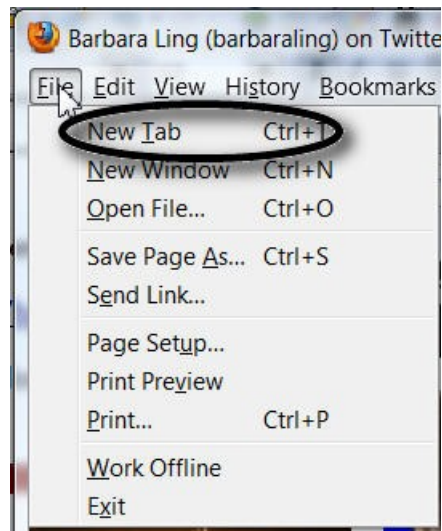 Barbara Ling (barbaraling) on Twitte
File Edit View History Bookmarks
New Tab Ctrl+T
New Window Ctrl+N
Open File... Ctrl+O
Save Page As... Ctrl+S
Send Link...
Page Setup...
Print Preview
Print... Ctrl+P
Work Offline
Exit